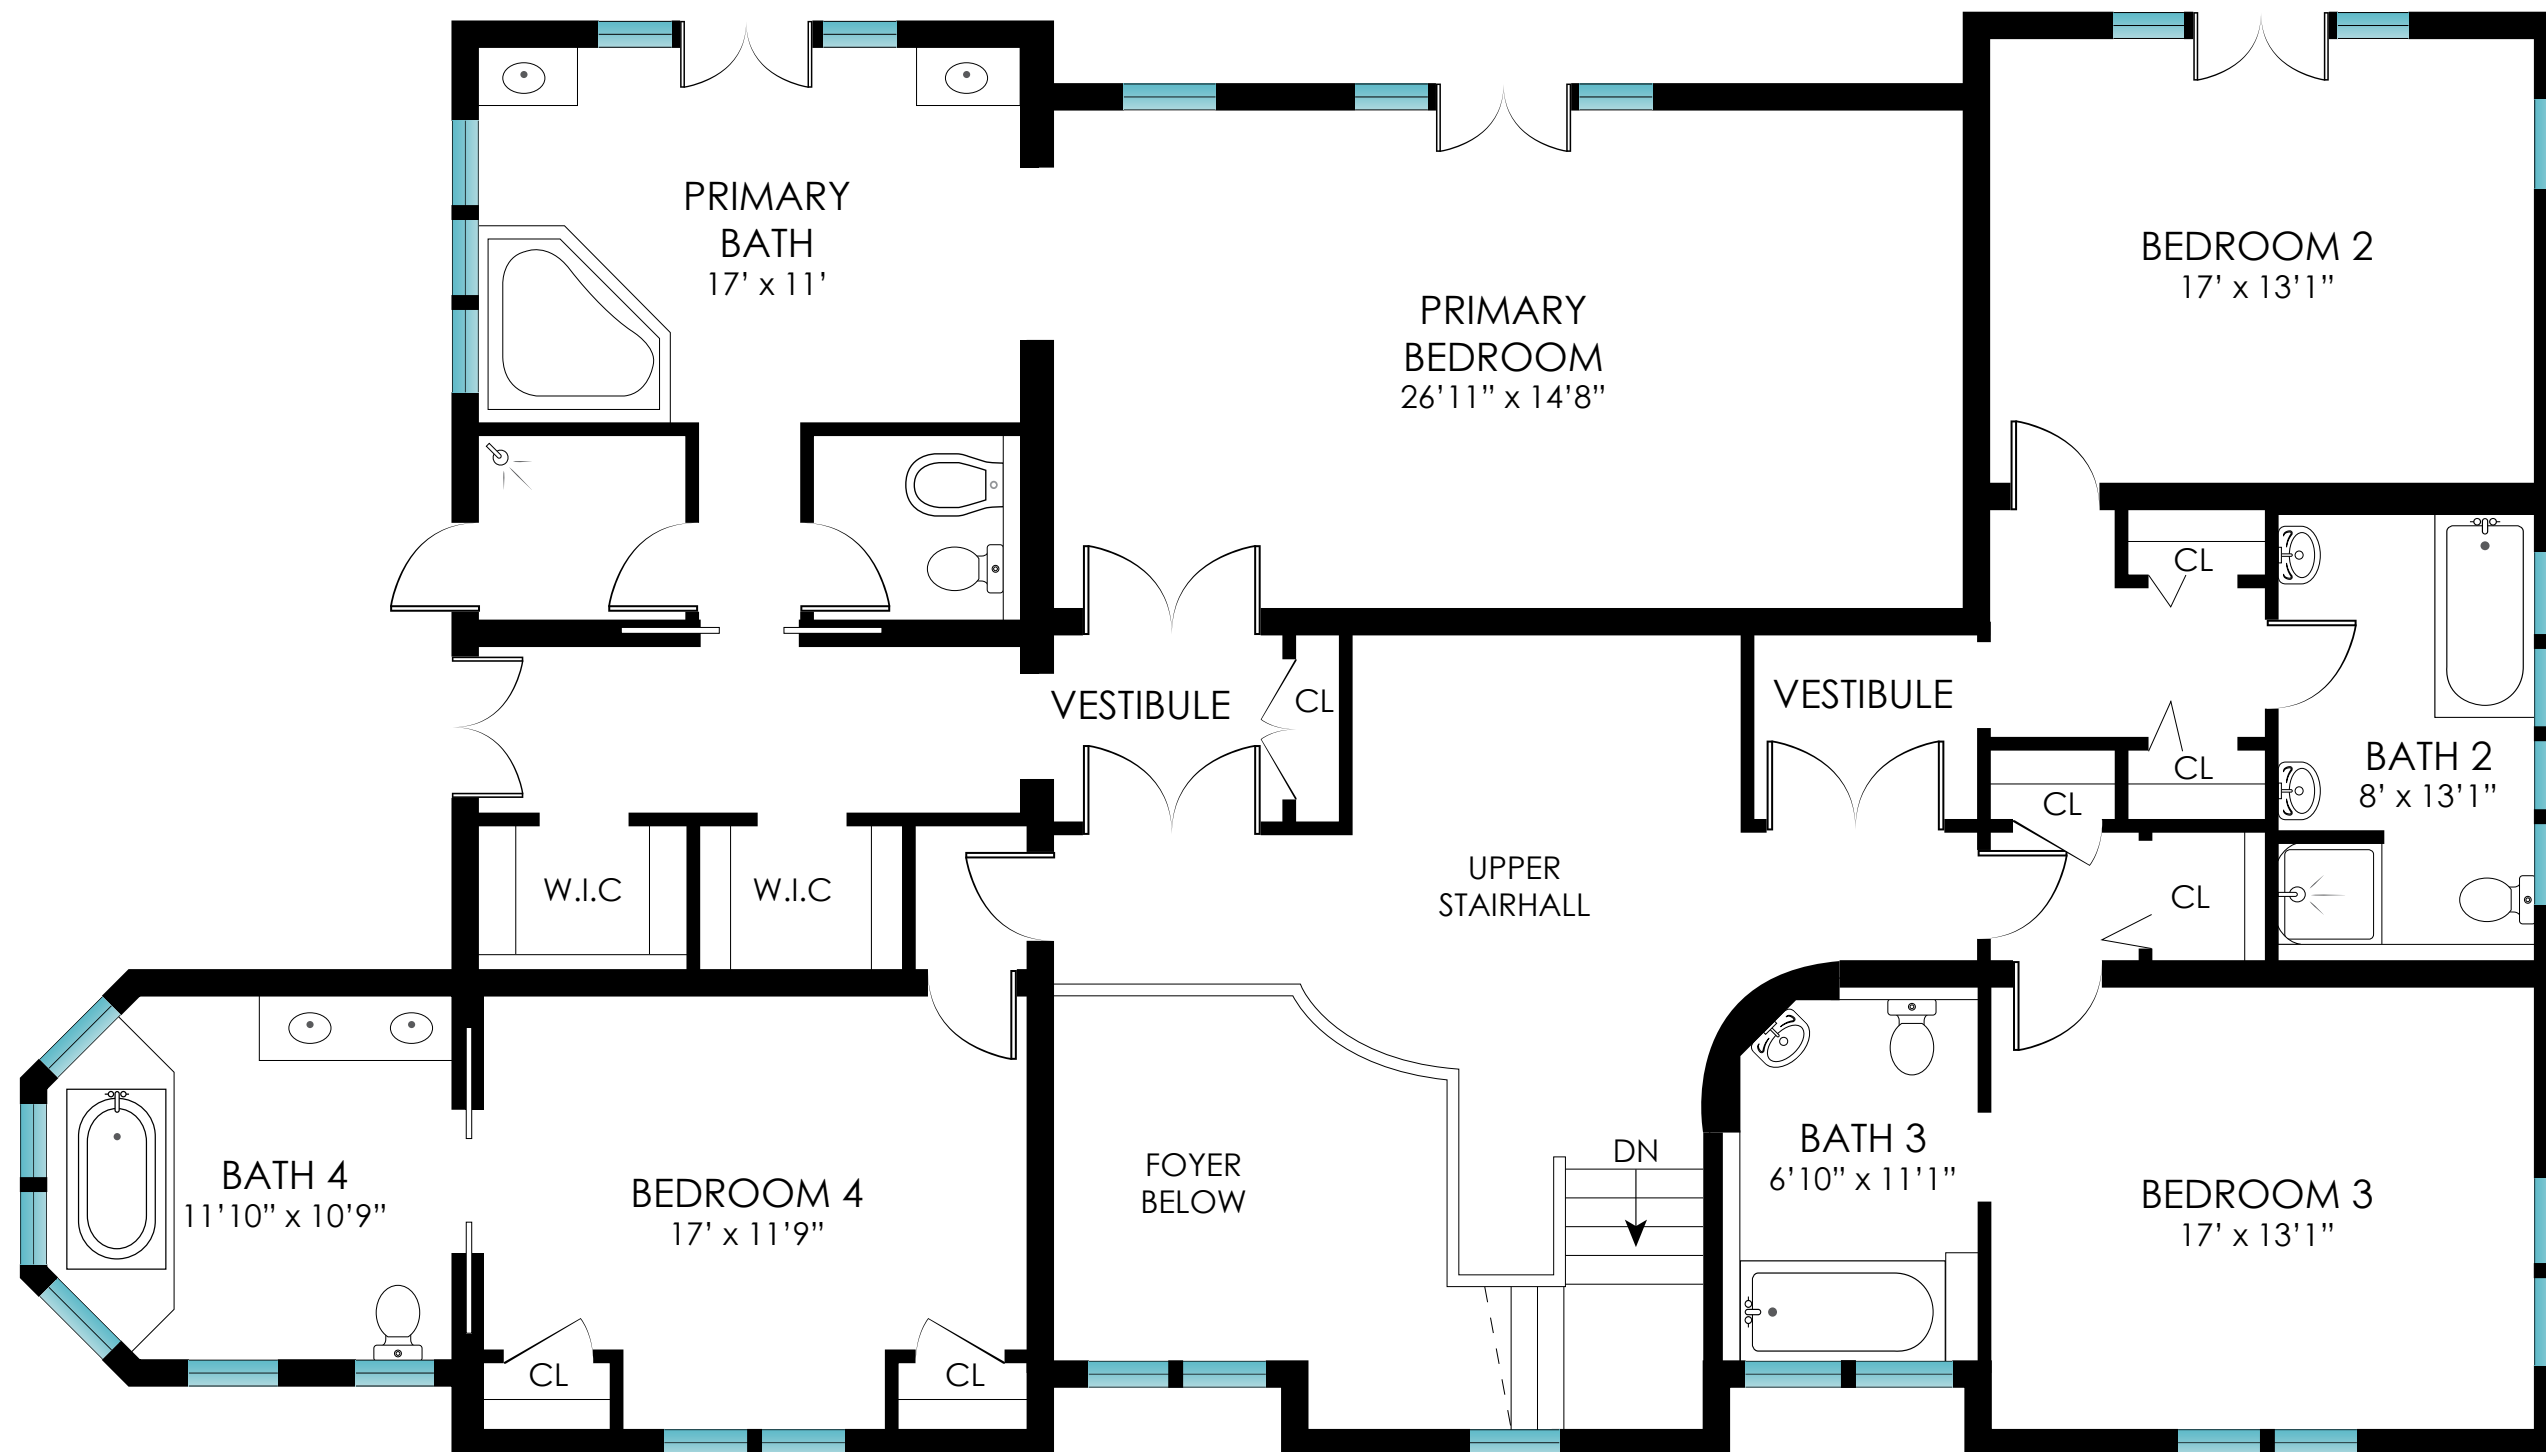 PRIMARY
BATH
17’ x 11’
PRIMARY
BEDROOM
26’11” x 14’8”
BEDROOM 2
17’ x 13’1”
CL
VESTIBULE
CL
VESTIBULE
CL
BATH 2
8’ x 13’1”
CL
W.I.C
W.I.C
UPPER
STAIRHALL
CL
BATH 4
11’10” x 10’9”
BEDROOM 4
17’ x 11’9”
CL
CL
FOYER
BELOW
DN
BATH 3
6’10” x 11’1”
BEDROOM 3
17’ x 13’1”